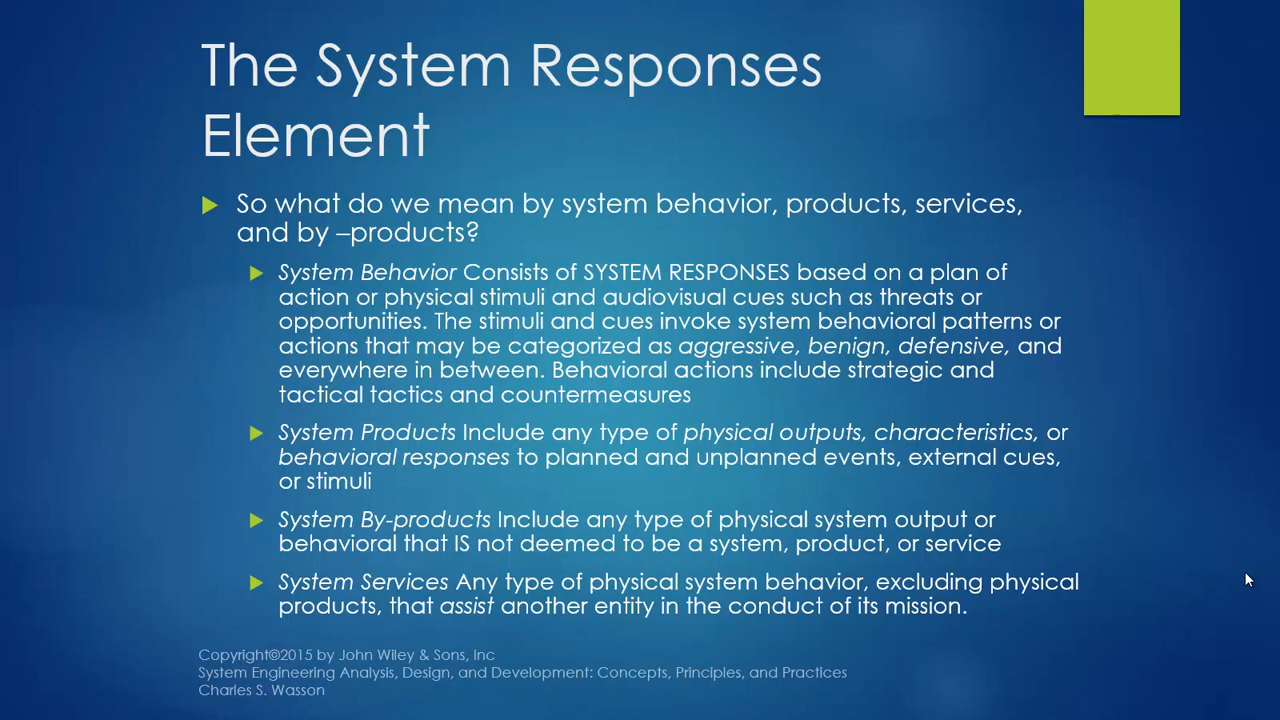 The System Responses
Element
So what do we mean by system behavior, products, services,
and by –products?
System Behavior Consists of SYSTEM RESPONSES based on a plan of
action or physical stimuli and audiovisual cues such as threats or
opportunities. The stimuli and cues invoke system behavioral patterns or
actions that may be categorized as aggressive, benign, defensive, and
everywhere in between. Behavioral actions include strategic and
tactical tactics and countermeasures
System Products Include any type of physical outputs, characteristics, or
behavioral responses to planned and unplanned events, external cues,
or stimuli
System By-products Include any type of physical system output or
behavioral that IS not deemed to be a system, product, or service
System Services Any type of physical system behavior, excluding physical
products, that assist another entity in the conduct of its mission.
Copyright©2015 by John Wiley & Sons, Inc
System Engineering Analysis, Design, and Development: Concepts, Principles, and Practices
Charles S. Wasson